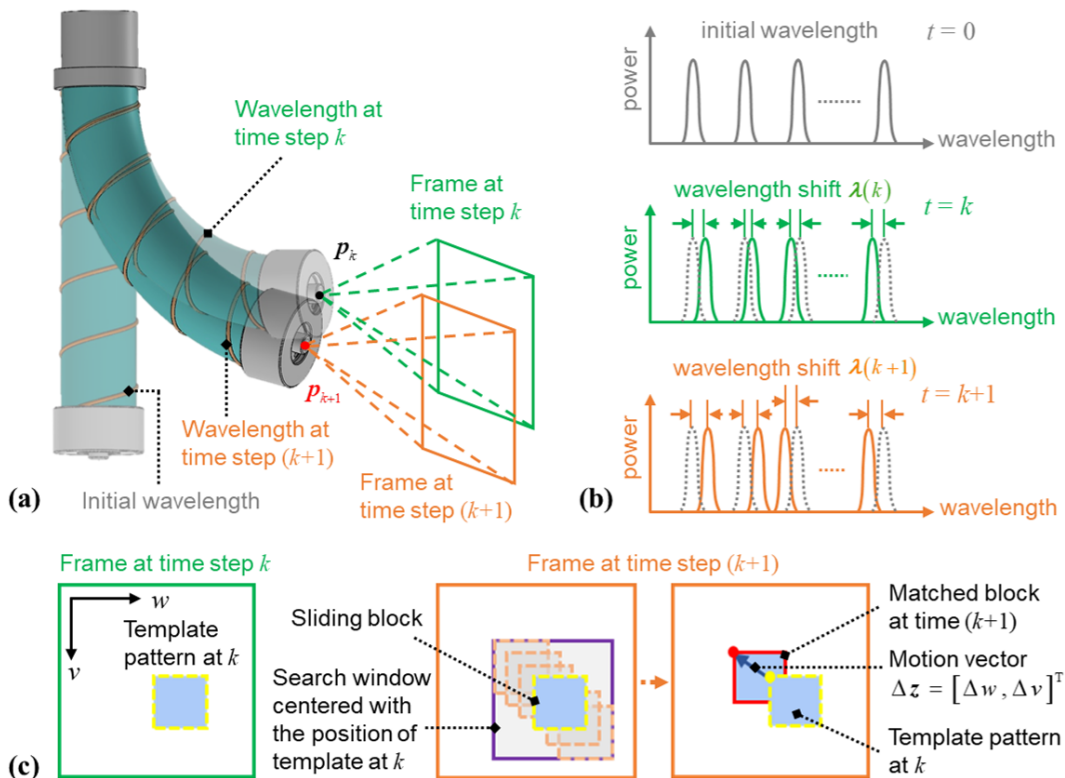 Wavelength at
time step k
Frame at
time step k
p_k
p_{k+1}
Wavelength at
time step (k+1)
Initial wavelength
Frame at
time step (k+1)
(a)
initial wavelength
t = 0
power
wavelength
wavelength shift λ(k)
t = k
power
wavelength
wavelength shift λ(k+1)
t = k+1
power
wavelength
(b)
Frame at time step k
w
v
Template
pattern at k
Frame at time step (k+1)
Sliding block
Search window
centered with
the position of
template at k
Matched block
at time (k+1)
Motion vector
Δz = [Δw, Δv]^T
Template pattern
at k
(c)